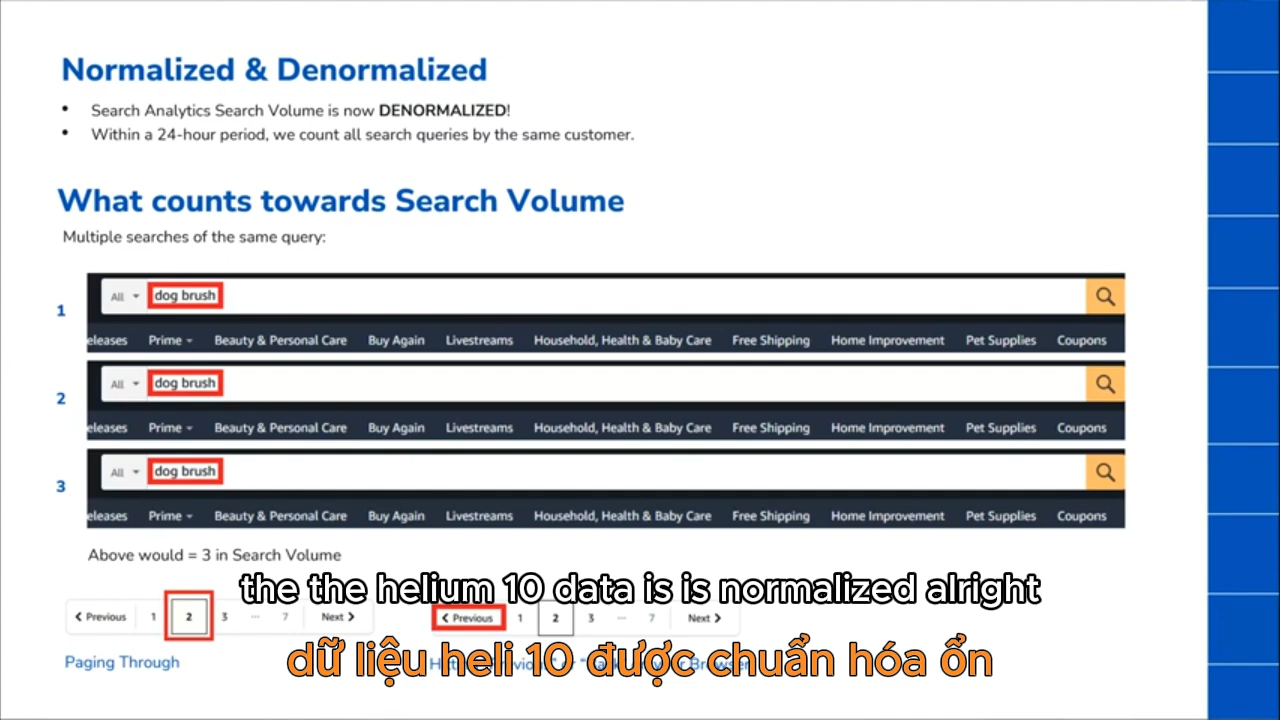 Normalized & Denormalized
• Search Analytics Search Volume is now DENORMALIZED!
• Within a 24-hour period, we count all search queries by the same customer.
What counts towards Search Volume
Multiple searches of the same query:
1
All dog brush
eleases Prime Beauty & Personal Care Buy Again Livestreams Household, Health & Baby Care Free Shipping Home Improvement Pet Supplies Coupons
2
All dog brush
eleases Prime Beauty & Personal Care Buy Again Livestreams Household, Health & Baby Care Free Shipping Home Improvement Pet Supplies Coupons
3
All dog brush
eleases Prime Beauty & Personal Care Buy Again Livestreams Household, Health & Baby Care Free Shipping Home Improvement Pet Supplies Coupons
Above would = 3 in Search Volume
the the helium 10 data is is normalized alright
Previous 1 2 3 ... 7 Next
Previous 1 2 3 ... 7 Next
Paging Through
dữ liệu heli 10 được chuẩn hóa ổn